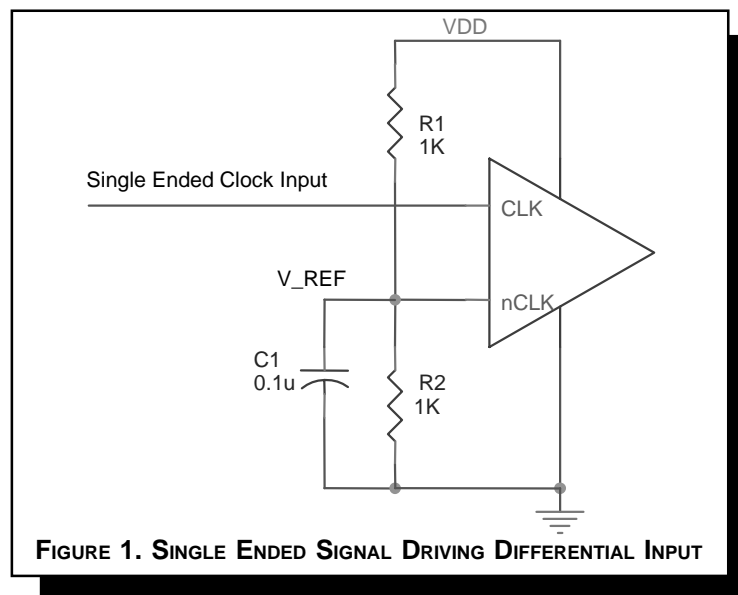 VDD
R1
1K
Single Ended Clock Input
CLK
V_REF
nCLK
C1
0.1u
R2
1K
FIGURE 1. SINGLE ENDED SIGNAL DRIVING DIFFERENTIAL INPUT